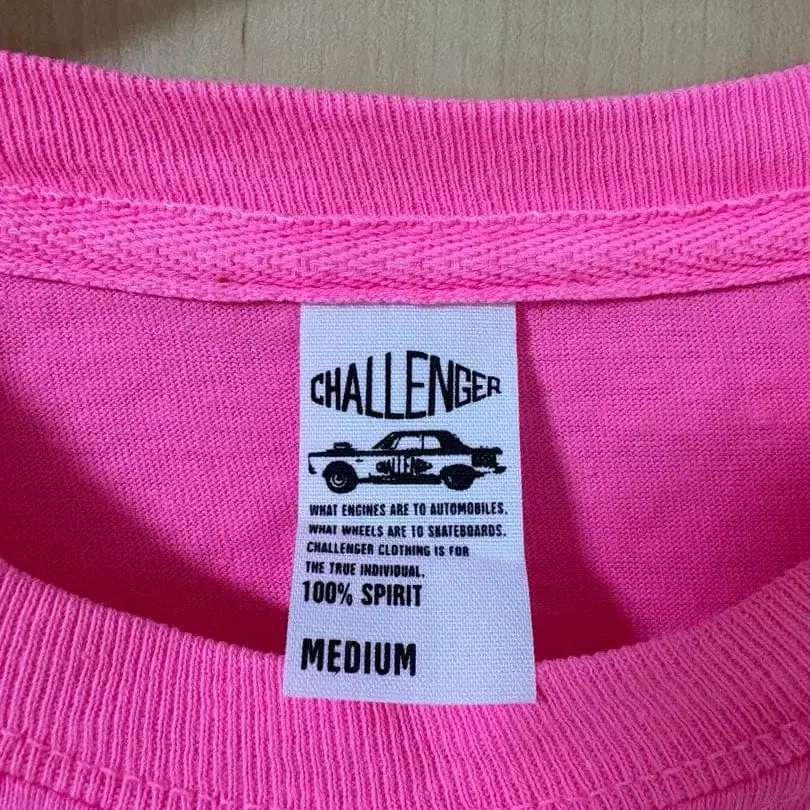 CHALLENGER
CHALLENGER
WHAT ENGINES ARE TO AUTOMOBILES.
WHAT WHEELS ARE TO SKATEBOARDS.
CHALLENGER CLOTHING IS FOR
THE TRUE INDIVIDUAL.
100% SPIRIT
MEDIUM